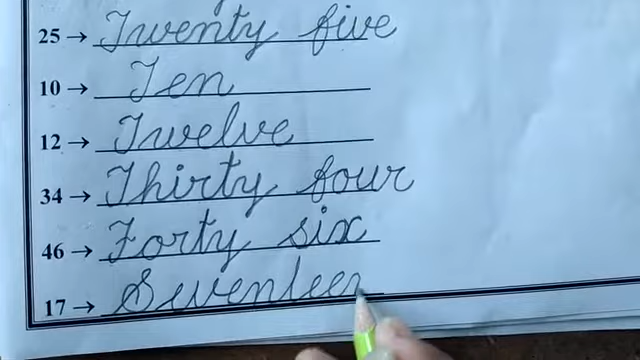 25 → Twenty five
10 → Ten
12 → Twelve
34 → Thirty four
46 → Forty six
17 → Seventeen